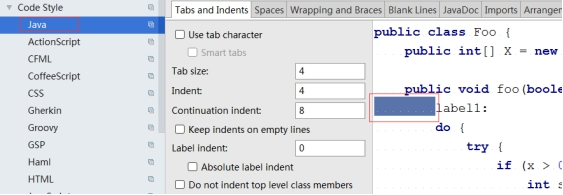 Code Style
Java
ActionScript
CFML
CoffeeScript
CSS
Gherkin
Groovy
GSP
Haml
HTML
Tabs and Indents Spaces Wrapping and Braces Blank Lines JavaDoc Imports Arrangem
Use tab character
Smart tabs
Tab size: 4
Indent: 4
Continuation indent: 8
Keep indents on empty lines
Label indent: 0
Absolute label indent
Do not indent top level class members
public class Foo {
public int[] X = new
public void foo(boole
label1:
do {
try {
if (x > 0
int s